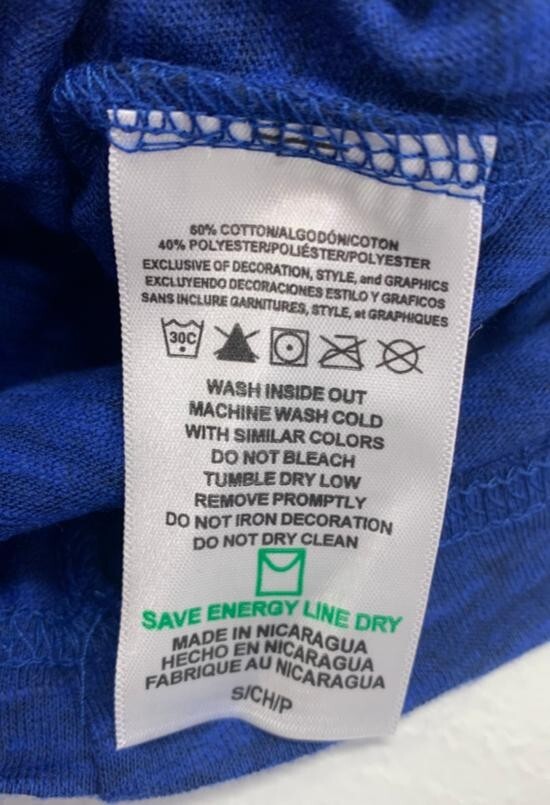 60% COTTON/ALGODÓN/COTON
40% POLYESTER/POLIÉSTER/POLYESTER
EXCLUSIVE OF DECORATION, STYLE, and GRAPHICS
EXCLUYENDO DECORACIONES ESTILO Y GRAFICOS
SANS INCLURE GARNITURES, STYLE, et GRAPHIQUES
30C
WASH INSIDE OUT
MACHINE WASH COLD
WITH SIMILAR COLORS
DO NOT BLEACH
TUMBLE DRY LOW
REMOVE PROMPTLY
DO NOT IRON DECORATION
DO NOT DRY CLEAN
SAVE ENERGY LINE DRY
MADE IN NICARAGUA
HECHO EN NICARAGUA
FABRIQUE AU NICARAGUA
S/CH/P